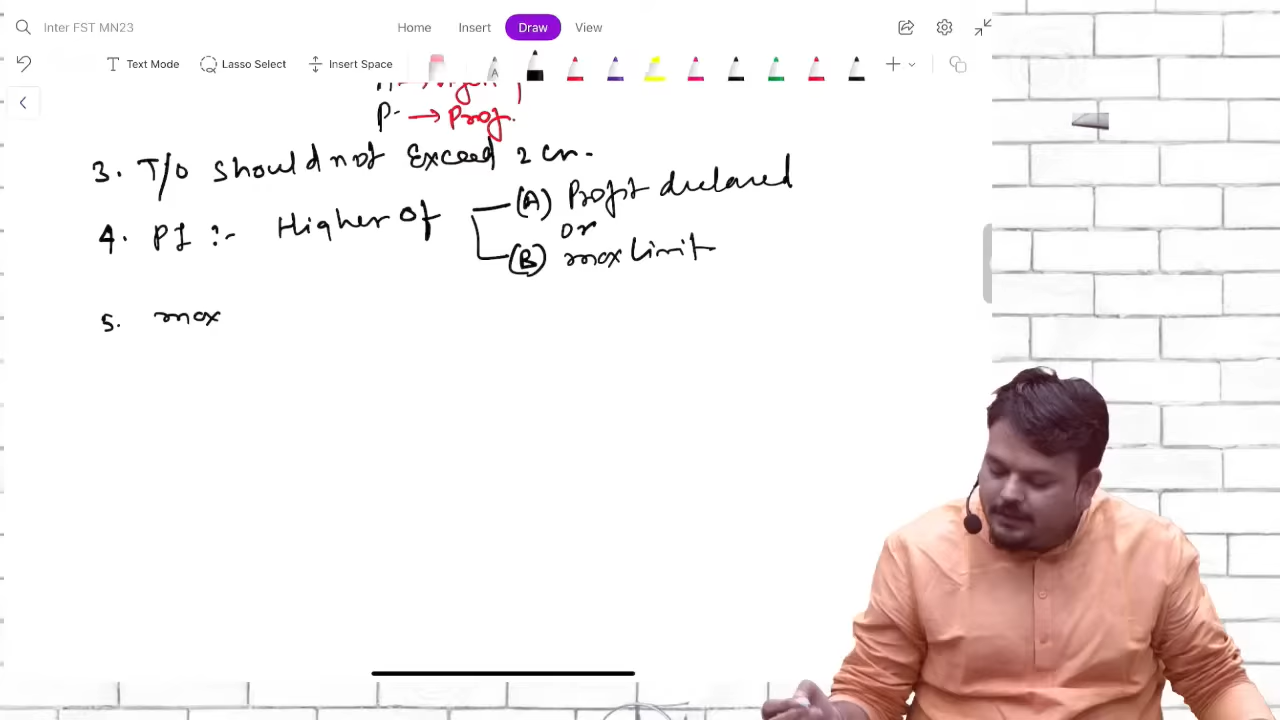 Inter FST MN23
Home Insert Draw View
Text Mode Lasso Select Insert Space
P- → Prof.
3. T/O should not Exceed 2 cr.
4. PI :- Higher of (A) Profit declared
or
(B) max limit
5. max